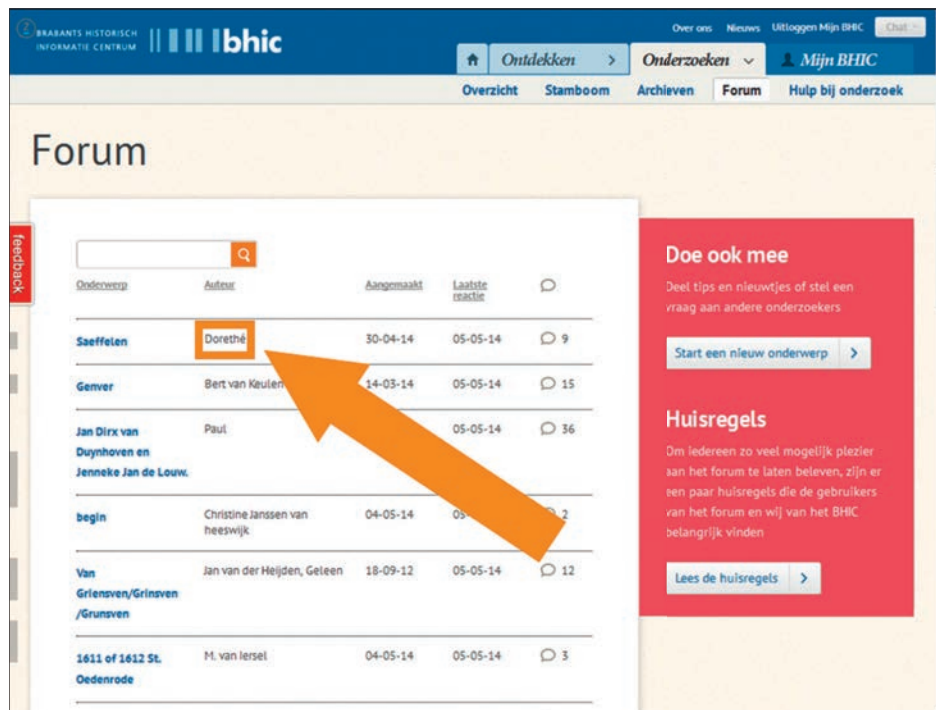 BRABANTS HISTORISCH
INFORMATIE CENTRUM
bhic
Over ons Nieuws Uitloggen Mijn BHIC Chat
Ontdekken > Onderzoeken Mijn BHIC
Overzicht Stamboom Archieven Forum Hulp bij onderzoek
Forum
feedback
Onderwerp Auteur Aangemaakt Laatste
reactie
Saeffelen Dorethé 30-04-14 05-05-14 9
Genver Bert van Keulen 14-03-14 05-05-14 15
Jan Dirx van
Duynhoven en
Jenneke Jan de Louw.
Paul 05-05-14 36
begin Christine Janssen van
heeswijk
04-05-14 2
Van
Griensven/Grinsven
/Grunsven
Jan van der Heijden, Geleen 18-09-12 05-05-14 12
1611 of 1612 St.
Oedenrode
M. van Iersel 04-05-14 05-05-14 3
Doe ook mee
Deel tips en nieuwtjes of stel een
vraag aan andere onderzoekers
Start een nieuw onderwerp >
Huisregels
Om iedereen zo veel mogelijk plezier
aan het forum te laten beleven, zijn er
een paar huisregels die de gebruikers
van het forum en wij van het BHIC
belangrijk vinden
Lees de huisregels >